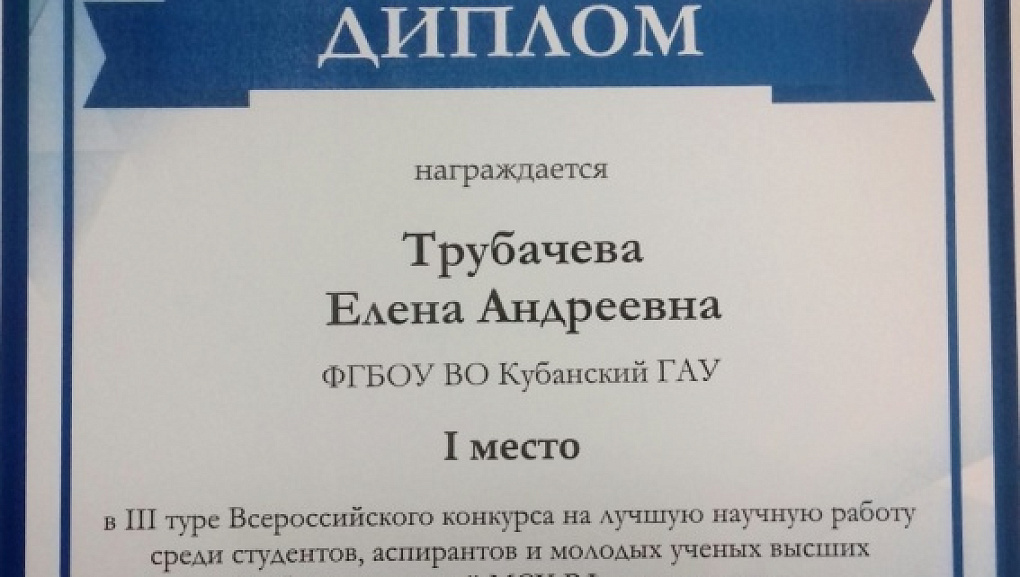 ДИПЛОМ
награждается
Трубачева
Елена Андреевна
ФГБОУ ВО Кубанский ГАУ
I место
в III туре Всероссийского конкурса на лучшую научную работу
среди студентов, аспирантов и молодых ученых высших